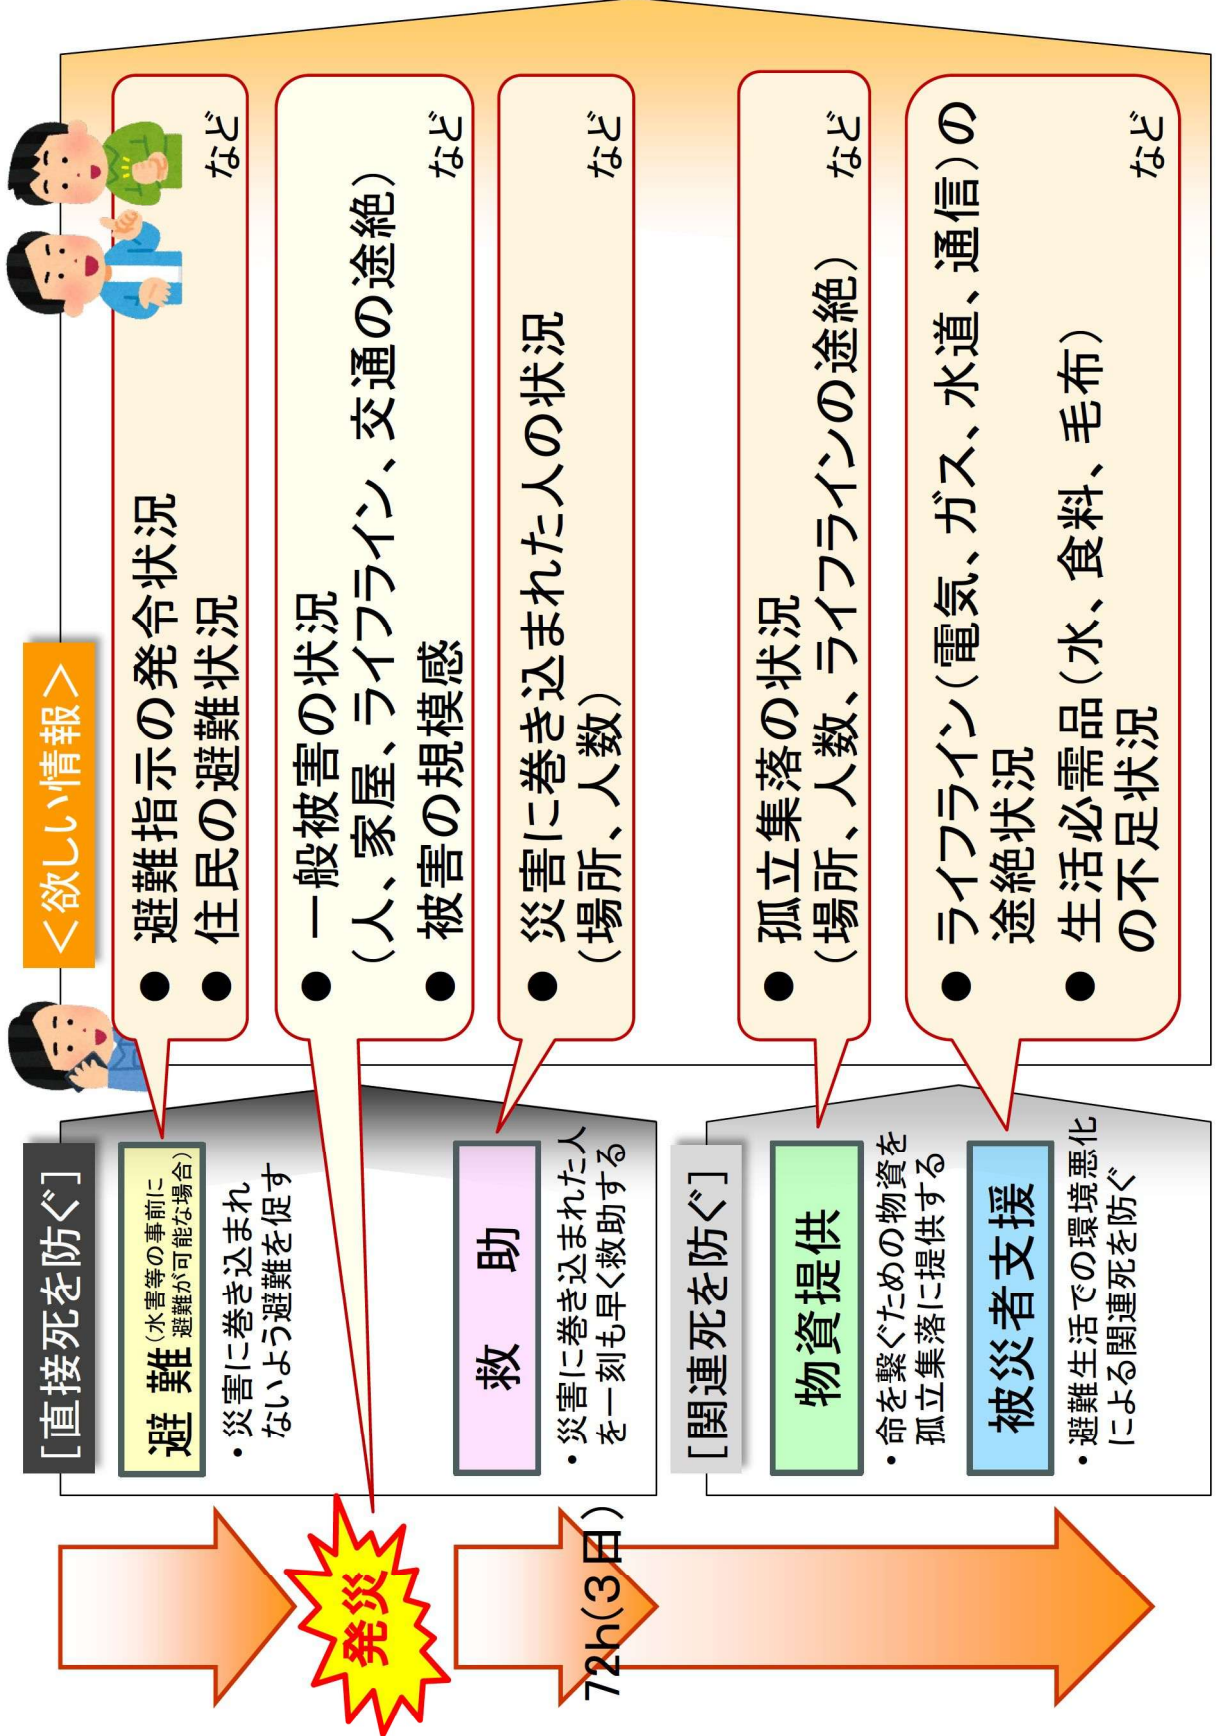 [直接死を防ぐ]
避 難
(水害等の事前に
避難が可能な場合)
・災害に巻き込まれ
ないよう避難を促す
発災
救 助
・災害に巻き込まれた人
を一刻も早く救助する
72h(3日)
[関連死を防ぐ]
物資提供
・命を繋ぐための物資を
孤立集落に提供する
被災者支援
・避難生活での環境悪化
による関連死を防ぐ
＜欲しい情報＞
● 避難指示の発令状況
● 住民の避難状況
など
● 一般被害の状況
(人、家屋、ライフライン、交通の途絶)
● 被害の規模感
など
● 災害に巻き込まれた人の状況
(場所、人数)
など
● 孤立集落の状況
(場所、人数、ライフラインの途絶)
など
● ライフライン(電気、ガス、水道、通信)の
途絶状況
● 生活必需品(水、食料、毛布)
の不足状況
など